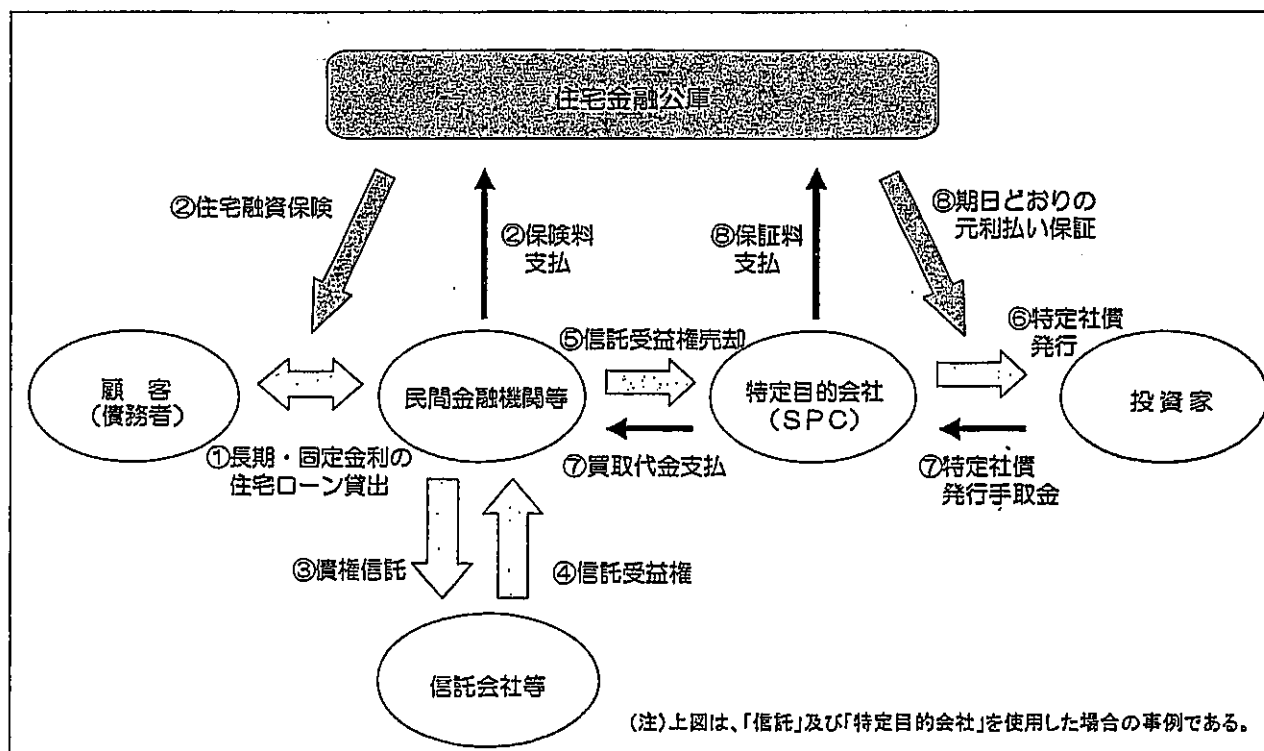 住宅金融公庫
②住宅融資保険
②保険料
支払
⑧保証料
支払
⑧期日どおりの
元利払い保証
⑤信託受益権売却
⑥特定社債
発行
顧 客
(債務者)
民間金融機関等
特定目的会社
(SPC)
投資家
①長期・固定金利の
住宅ローン貸出
⑦買取代金支払
⑦特定社債
発行手取金
③債権信託
④信託受益権
信託会社等
(注)上図は、「信託」及び「特定目的会社」を使用した場合の事例である。